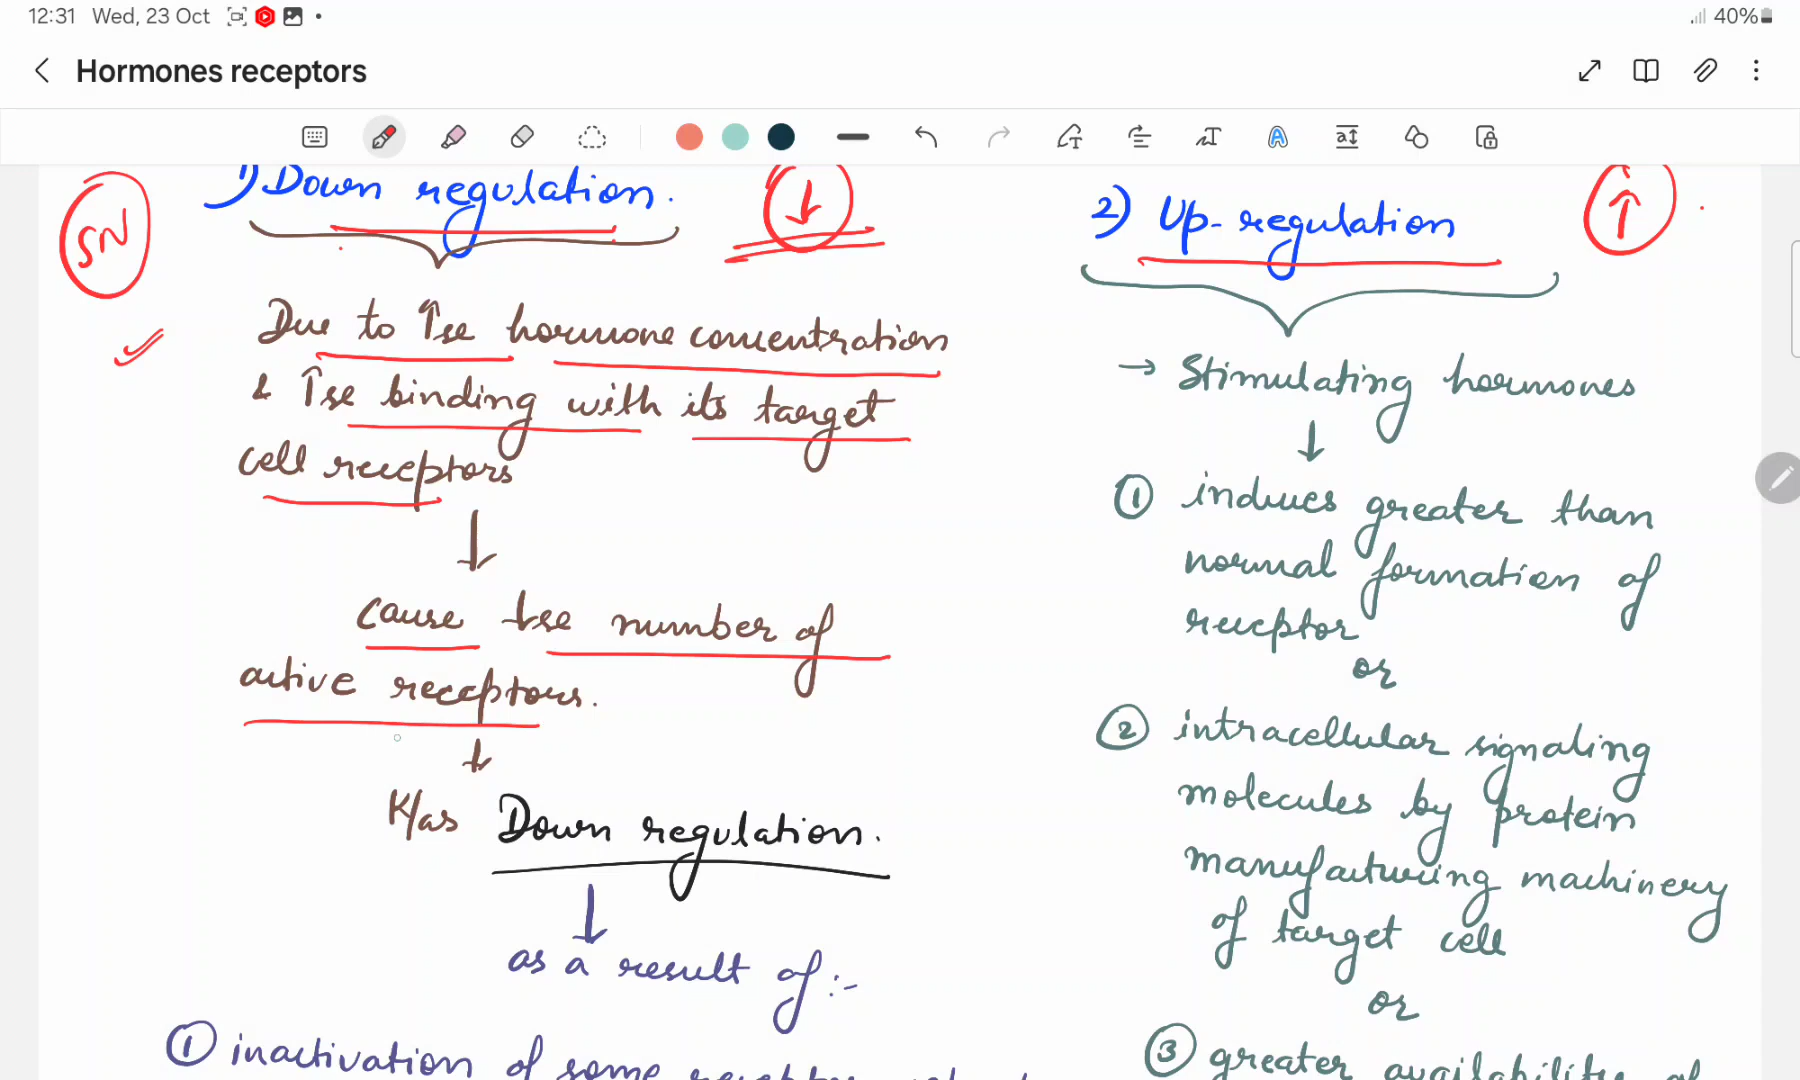 12:31 Wed, 23 Oct
40%
Hormones receptors
SN
1) Down regulation.
↓
Due to ↑se hormone concentration
& ↑se binding with its target
cell receptors
↓
cause ↓se number of
active receptors.
↓
K/as Down regulation.
↓
as a result of :-
① inactivation of some
2) Up-regulation
↑
→ Stimulating hormones
↓
① induces greater than
normal formation of
receptor
or
② intracellular signaling
molecules by protein
manufacturing machinery
of target cell
or
③ greater availability of